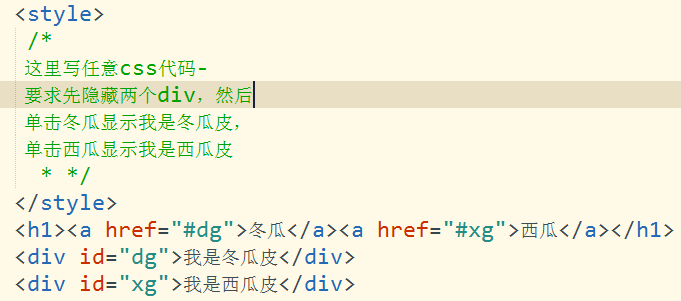 <style>
/*
这里写任意css代码-
要求先隐藏两个div，然后
单击冬瓜显示我是冬瓜皮，
单击西瓜显示我是西瓜皮
* */
</style>
<h1><a href="#dg">冬瓜</a><a href="#xg">西瓜</a></h1>
<div id="dg">我是冬瓜皮</div>
<div id="xg">我是西瓜皮</div>